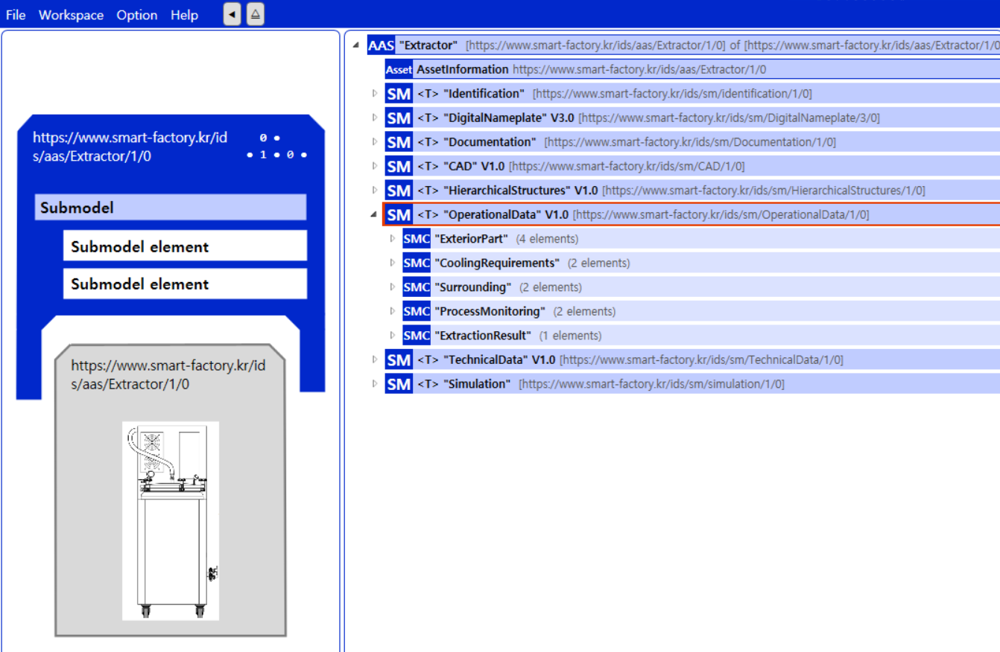 File Workspace Option Help
https://www.smart-factory.kr/id
s/aas/Extractor/1/0
0
1 0
Submodel
Submodel element
Submodel element
https://www.smart-factory.kr/id
s/aas/Extractor/1/0
AAS "Extractor" [https://www.smart-factory.kr/ids/aas/Extractor/1/0] of [https://www.smart-factory.kr/ids/aas/Extractor/1/0
Asset AssetInformation https://www.smart-factory.kr/ids/aas/Extractor/1/0
SM <T> "Identification" [https://www.smart-factory.kr/ids/sm/identification/1/0]
SM <T> "DigitalNameplate" V3.0 [https://www.smart-factory.kr/ids/sm/DigitalNameplate/3/0]
SM <T> "Documentation" [https://www.smart-factory.kr/ids/sm/Documentation/1/0]
SM <T> "CAD" V1.0 [https://www.smart-factory.kr/ids/sm/CAD/1/0]
SM <T> "HierarchicalStructures" V1.0 [https://www.smart-factory.kr/ids/sm/HierarchicalStructures/1/0]
SM <T> "OperationalData" V1.0 [https://www.smart-factory.kr/ids/sm/OperationalData/1/0]
SMC "ExteriorPart" (4 elements)
SMC "CoolingRequirements" (2 elements)
SMC "Surrounding" (2 elements)
SMC "ProcessMonitoring" (2 elements)
SMC "ExtractionResult" (1 elements)
SM <T> "TechnicalData" V1.0 [https://www.smart-factory.kr/ids/sm/TechnicalData/1/0]
SM <T> "Simulation" [https://www.smart-factory.kr/ids/sm/simulation/1/0]